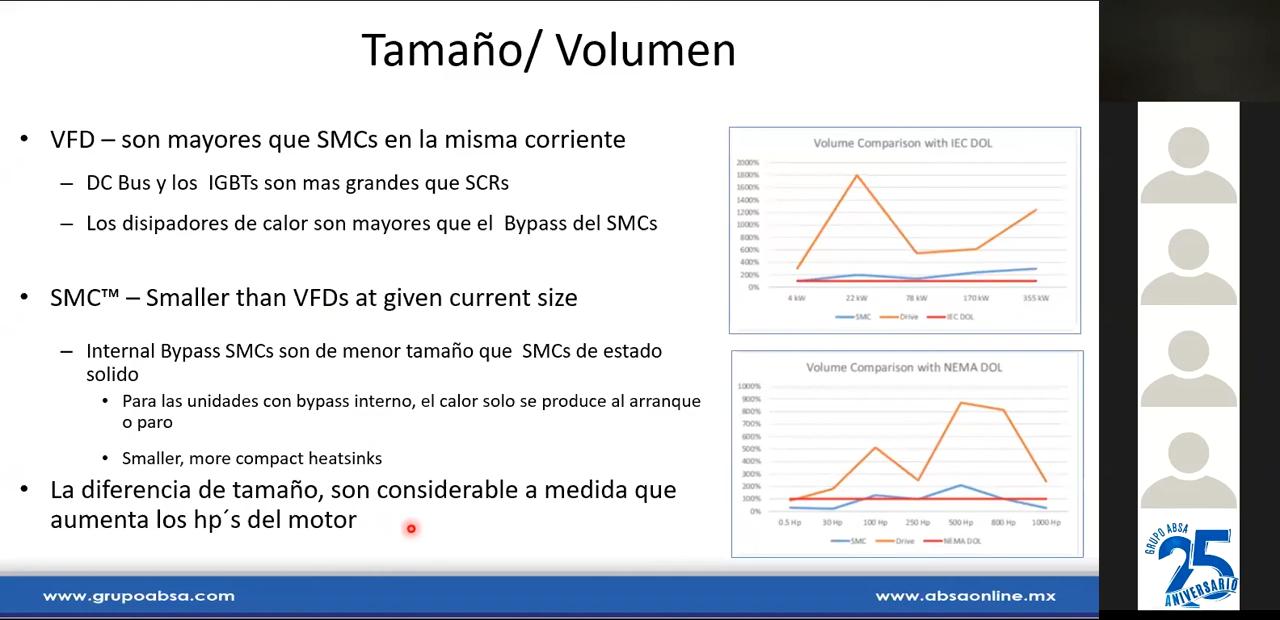 Tamaño/ Volumen
• VFD – son mayores que SMCs en la misma corriente
– DC Bus y los IGBTs son mas grandes que SCRs
– Los disipadores de calor son mayores que el Bypass del SMCs
• SMC™ – Smaller than VFDs at given current size
– Internal Bypass SMCs son de menor tamaño que SMCs de estado
solido
• Para las unidades con bypass interno, el calor solo se produce al arranque
o paro
• Smaller, more compact heatsinks
• La diferencia de tamaño, son considerable a medida que
aumenta los hp´s del motor
Volume Comparison with IEC DOL
2000%
1800%
1600%
1400%
1200%
1000%
800%
600%
400%
200%
0%
4 kW 22 kW 78 kW 170 kW 355 kW
SMC Drive IEC DOL
Volume Comparison with NEMA DOL
1000%
900%
800%
700%
600%
500%
400%
300%
200%
100%
0%
0.5 Hp 30 Hp 100 Hp 250 Hp 500 Hp 800 Hp 1000 Hp
SMC Drive NEMA DOL
www.grupoabsa.com
www.absaonline.mx
GRUPO ABSA
25
ANIVERSARIO